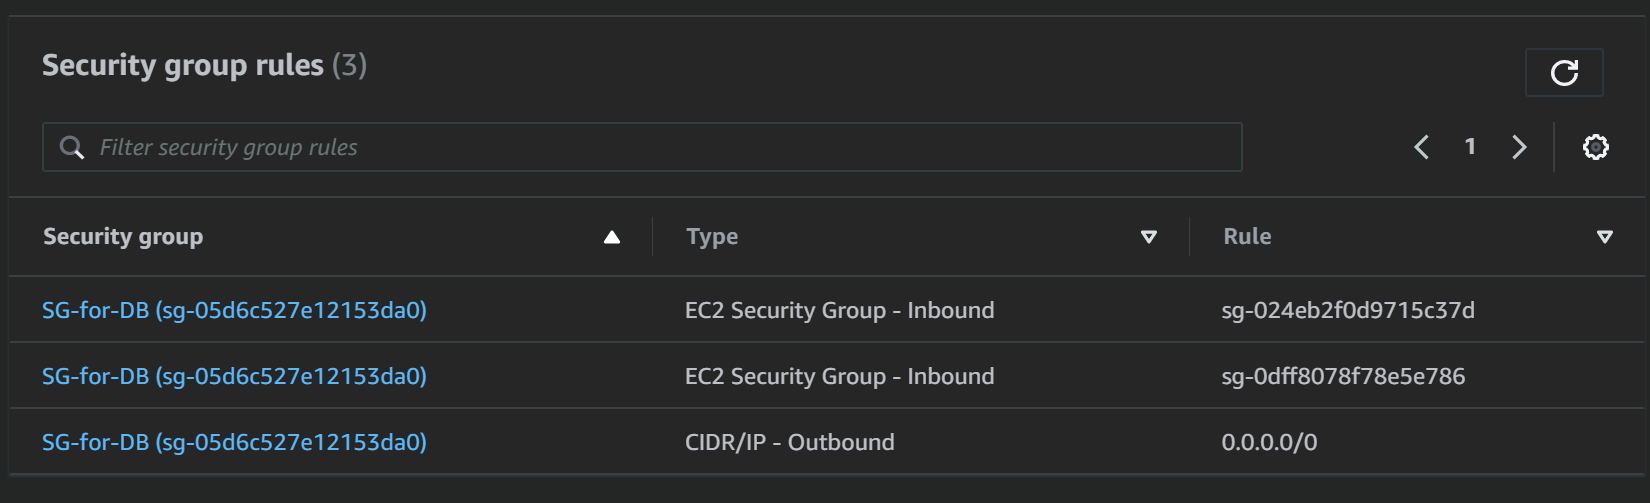 Security group rules (3)
Filter security group rules
1
Security group Type Rule
SG-for-DB (sg-05d6c527e12153da0) EC2 Security Group - Inbound sg-024eb2f0d9715c37d
SG-for-DB (sg-05d6c527e12153da0) EC2 Security Group - Inbound sg-0dff8078f78e5e786
SG-for-DB (sg-05d6c527e12153da0) CIDR/IP - Outbound 0.0.0.0/0